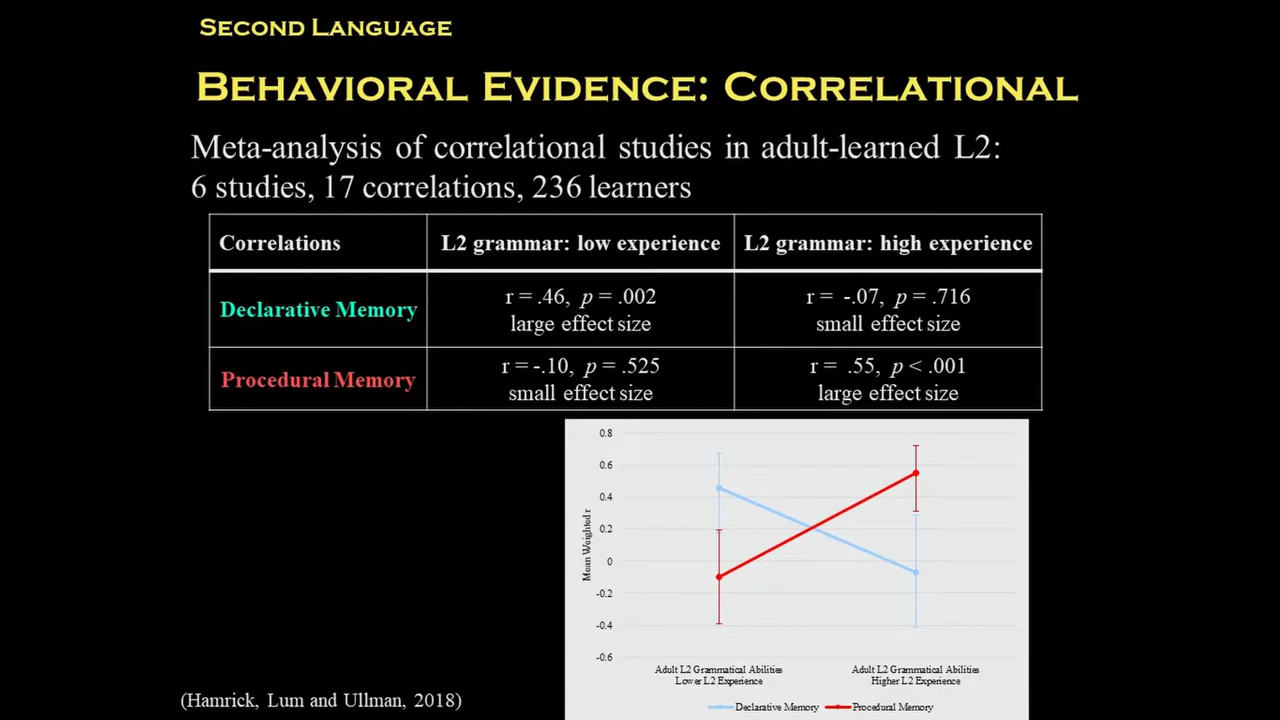 SECOND LANGUAGE
BEHAVIORAL EVIDENCE: CORRELATIONAL
Meta-analysis of correlational studies in adult-learned L2:
6 studies, 17 correlations, 236 learners
Correlations
L2 grammar: low experience
L2 grammar: high experience
Declarative Memory
r = .46, p = .002
large effect size
r = -.07, p = .716
small effect size
Procedural Memory
r = -.10, p = .525
small effect size
r = .55, p < .001
large effect size
0.8
0.6
0.4
0.2
0
-0.2
-0.4
-0.6
Mean Weighted r
Adult L2 Grammatical Abilities
Lower L2 Experience
Adult L2 Grammatical Abilities
Higher L2 Experience
Declarative Memory
Procedural Memory
(Hamrick, Lum and Ullman, 2018)